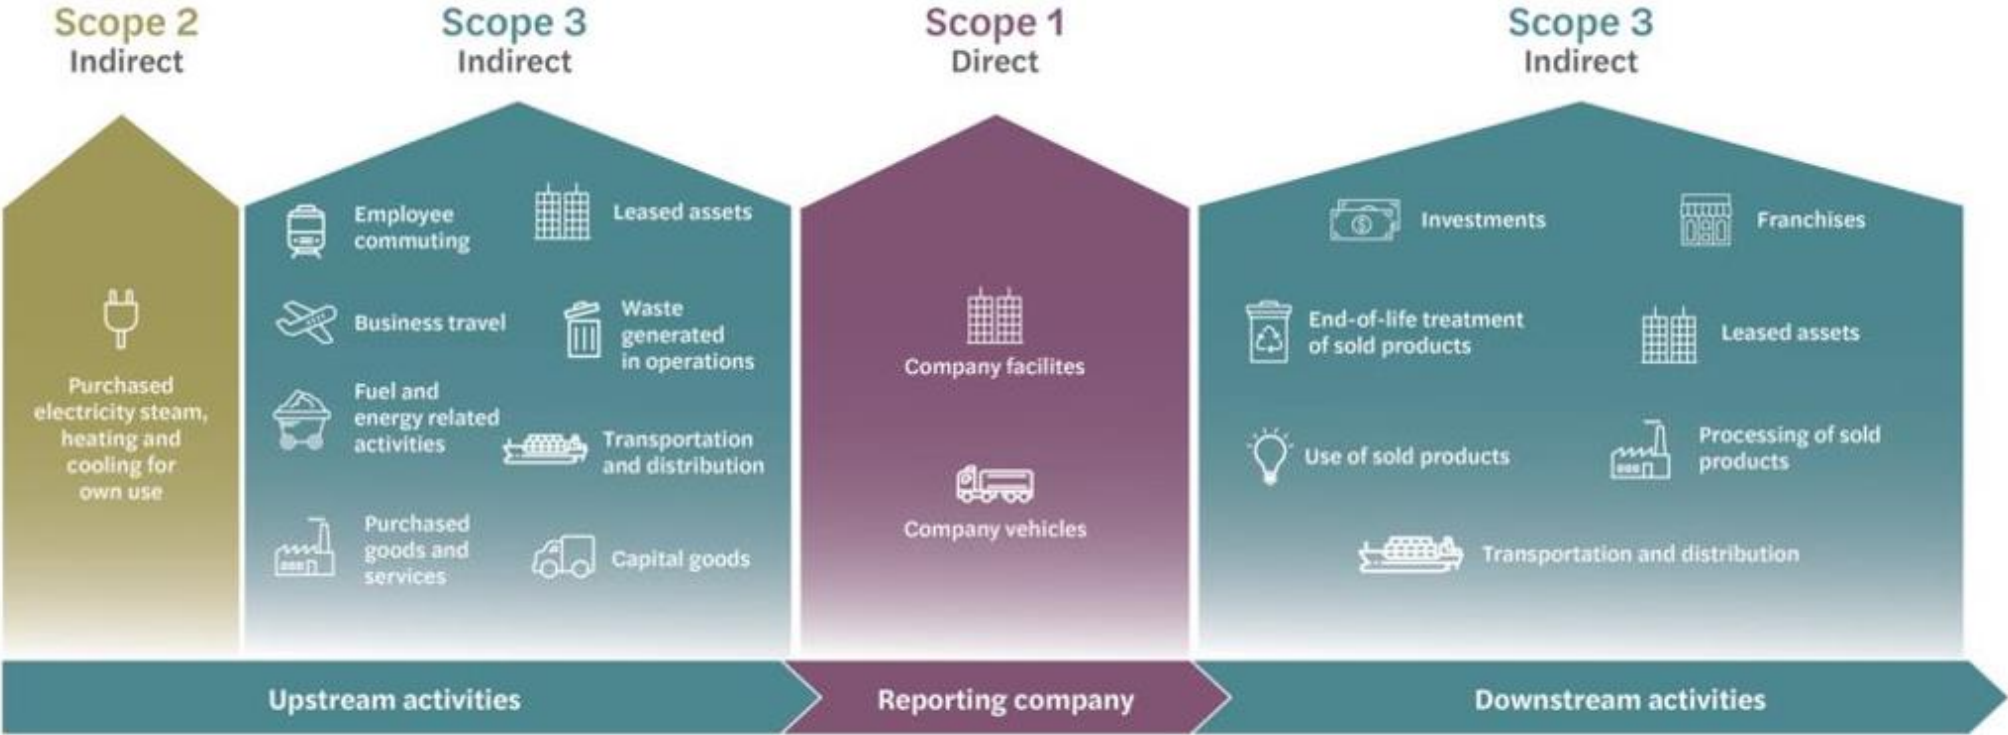 Scope 2
Indirect
Purchased
electricity steam,
heating and
cooling for
own use
Scope 3
Indirect
Employee
commuting
Leased assets
Business travel
Waste
generated
in operations
Fuel and
energy related
activities
Transportation
and distribution
Purchased
goods and
services
Capital goods
Scope 1
Direct
Company facilites
Company vehicles
Scope 3
Indirect
Investments
Franchises
End-of-life treatment
of sold products
Leased assets
Use of sold products
Processing of sold
products
Transportation and distribution
Upstream activities
Reporting company
Downstream activities